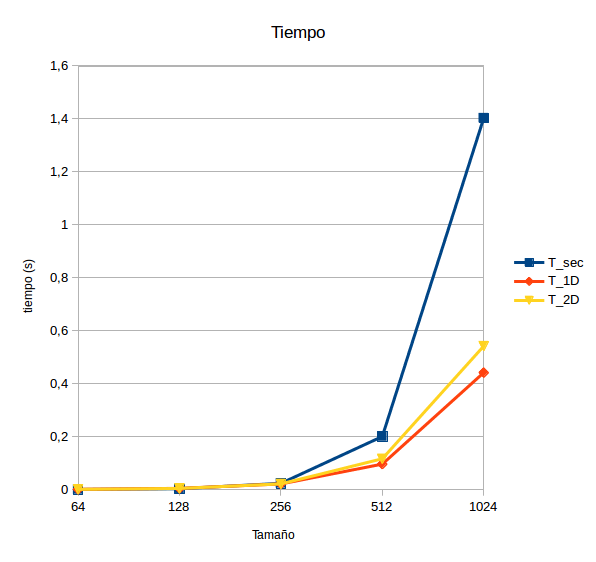 Tiempo
1,6
1,4
1,2
1
0,8
0,6
0,4
0,2
0
tiempo (s)
64 128 256 512 1024
Tamaño
T_sec
T_1D
T_2D